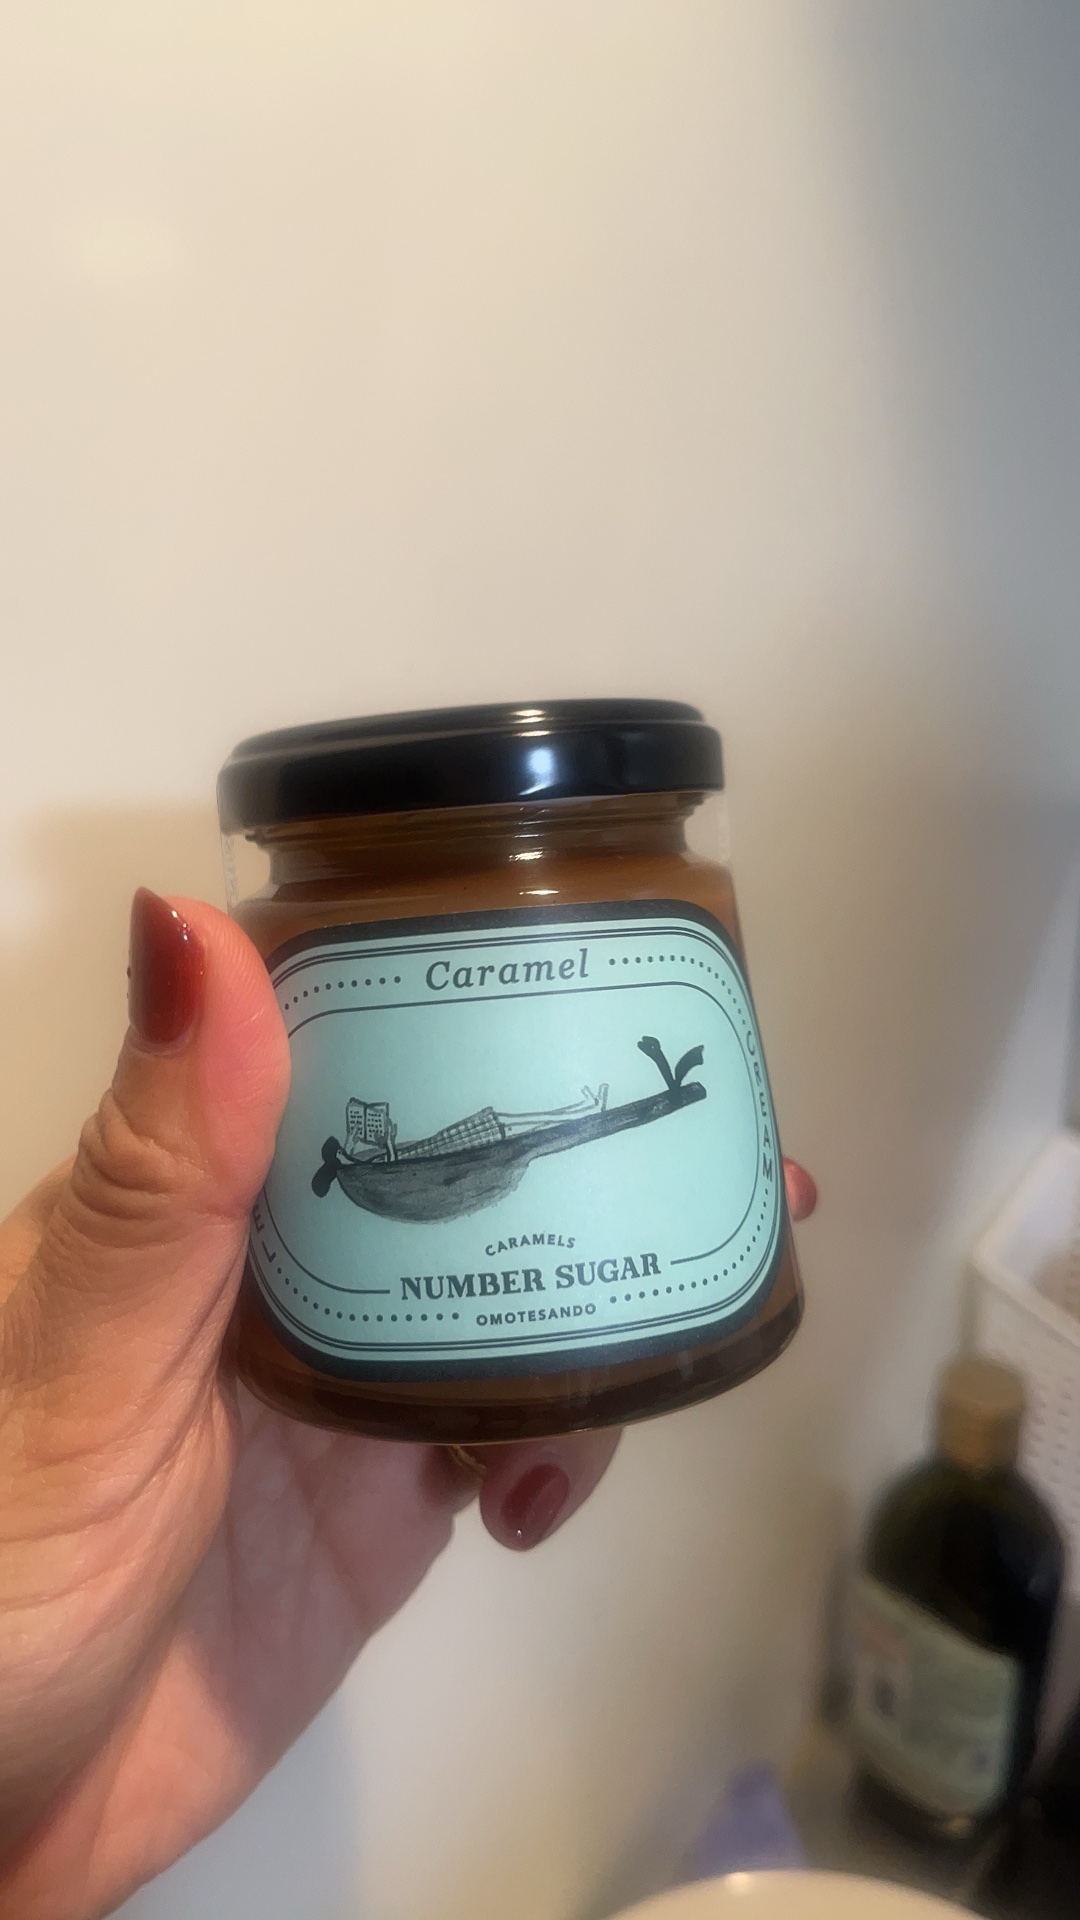 Caramel
CREAM
CARAMELS
NUMBER SUGAR
OMOTESANDO